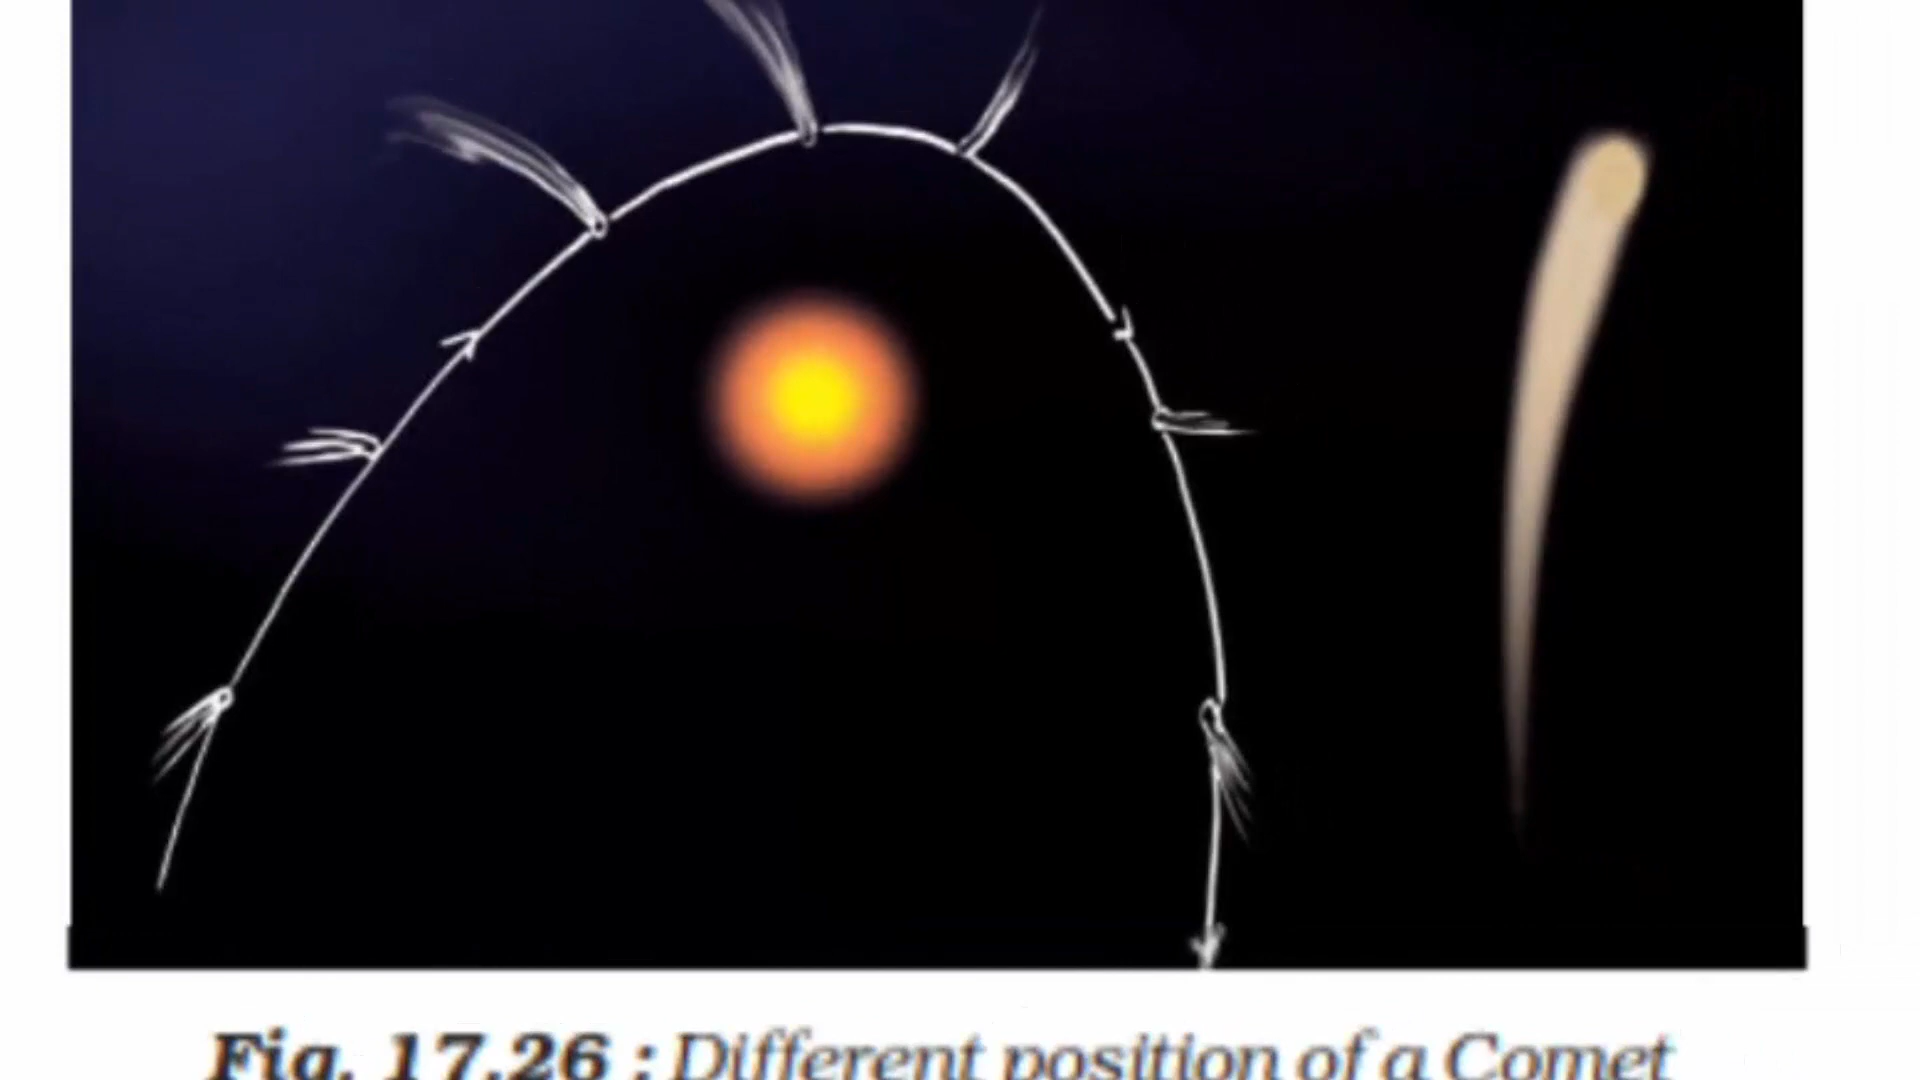 Fig. 17.26 : Different position of a Comet